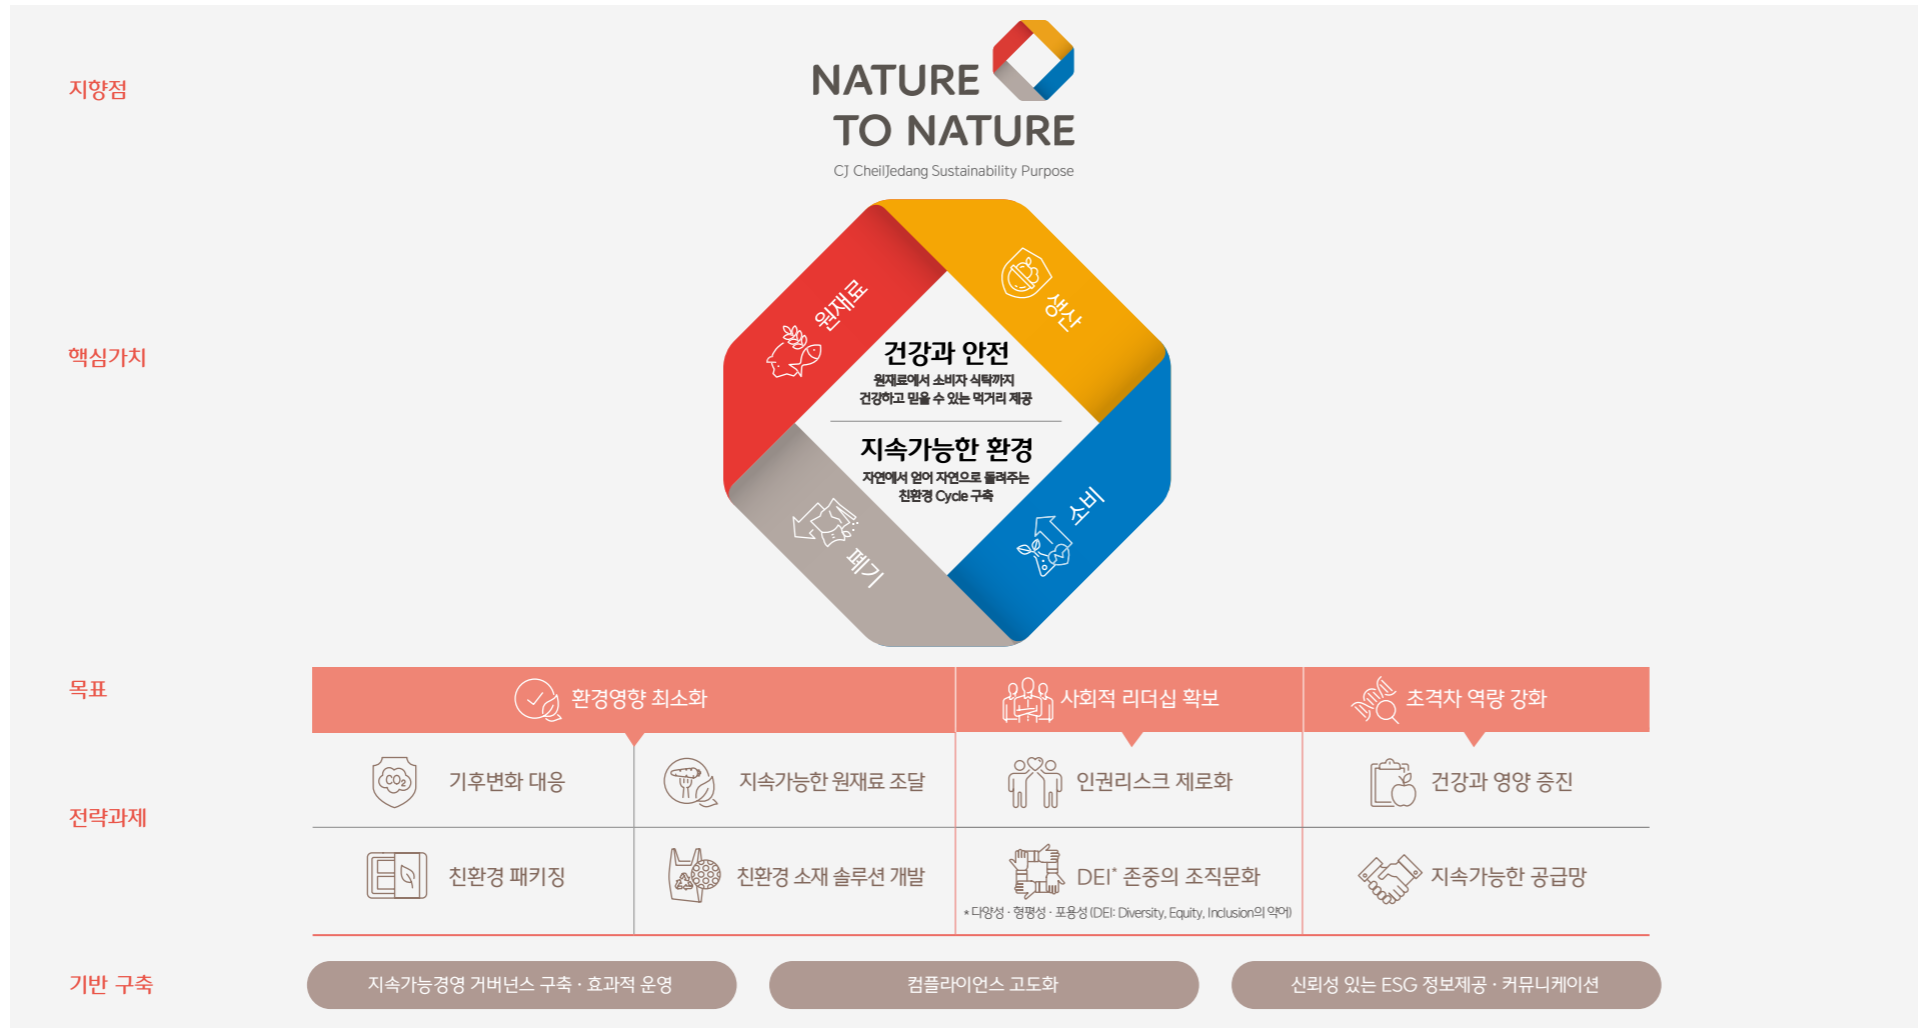 지향점
NATURE
TO NATURE
CJ CheilJedang Sustainability Purpose
핵심가치
원재료
생산
건강과 안전
원재료에서 소비자 식탁까지
건강하고 믿을 수 있는 먹거리 제공
지속가능한 환경
자연에서 얻어 자연으로 돌려주는
친환경 Cycle 구축
소비
폐기
목표
환경영향 최소화
사회적 리더십 확보
초격차 역량 강화
전략과제
CO₂
기후변화 대응
지속가능한 원재료 조달
인권리스크 제로화
건강과 영양 증진
친환경 패키징
친환경 소재 솔루션 개발
DEI* 존중의 조직문화
* 다양성 · 형평성 · 포용성 (DEI: Diversity, Equity, Inclusion의 약어)
지속가능한 공급망
기반 구축
지속가능경영 거버넌스 구축 · 효과적 운영
컴플라이언스 고도화
신뢰성 있는 ESG 정보제공 · 커뮤니케이션